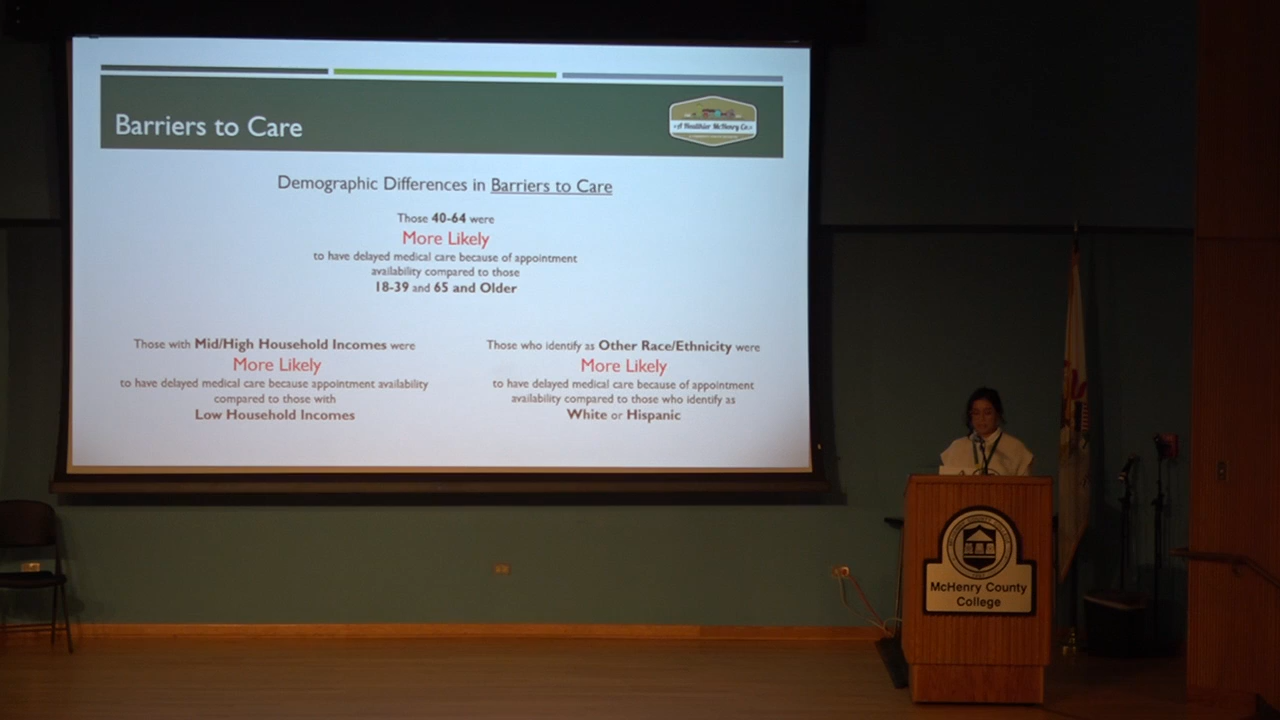 Barriers to Care
A Healthier McHenry Co.
Demographic Differences in Barriers to Care
Those 40-64 were
More Likely
to have delayed medical care because of appointment
availability compared to those
18-39 and 65 and Older
Those with Mid/High Household Incomes were
More Likely
to have delayed medical care because appointment availability
compared to those with
Low Household Incomes
Those who identify as Other Race/Ethnicity were
More Likely
to have delayed medical care because of appointment
availability compared to those who identify as
White or Hispanic
McHenry County
College